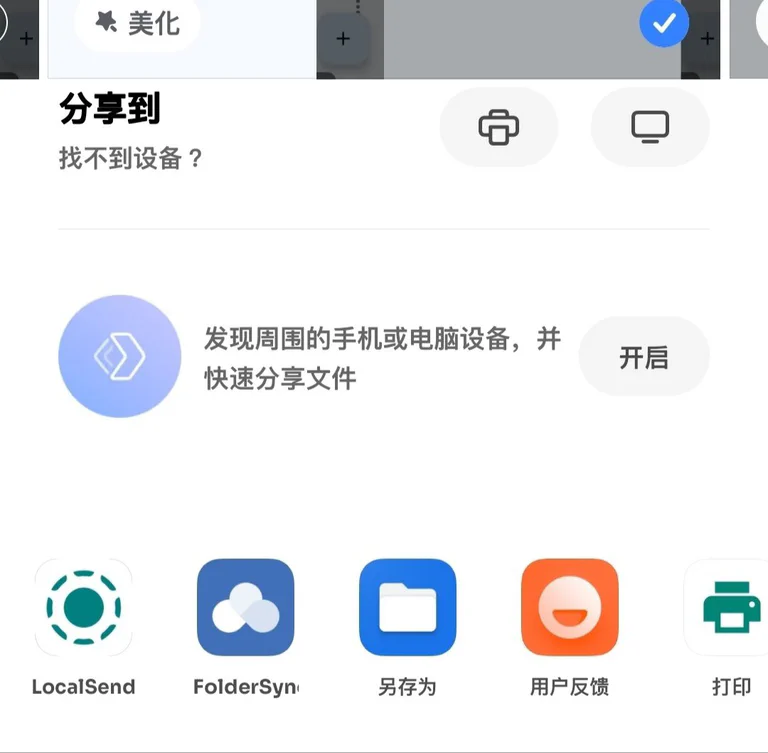 美化
分享到
找不到设备？
发现周围的手机或电脑设备，并
快速分享文件
开启
LocalSend
FolderSyn
另存为
用户反馈
打印